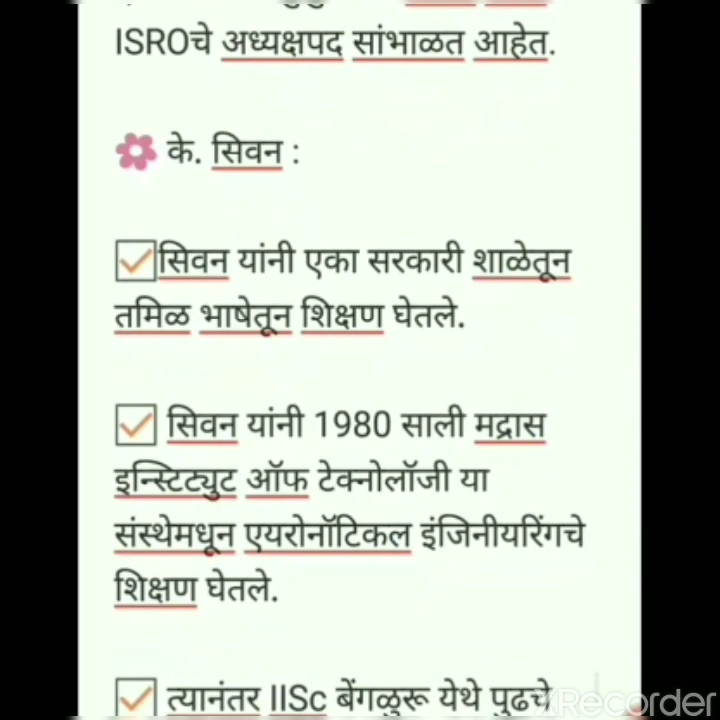 ISROचे अध्यक्षपद सांभाळत आहेत.
के. सिवन :
सिवन यांनी एका सरकारी शाळेतून
तमिळ भाषेतून शिक्षण घेतले.
सिवन यांनी 1980 साली मद्रास
इन्स्टिट्युट ऑफ टेक्नोलॉजी या
संस्थेमधून एयरोनॉटिकल इंजिनीयरिंगचे
शिक्षण घेतले.
त्यानंतर IISc बेंगळुरू येथे पुढचे
XRecorder